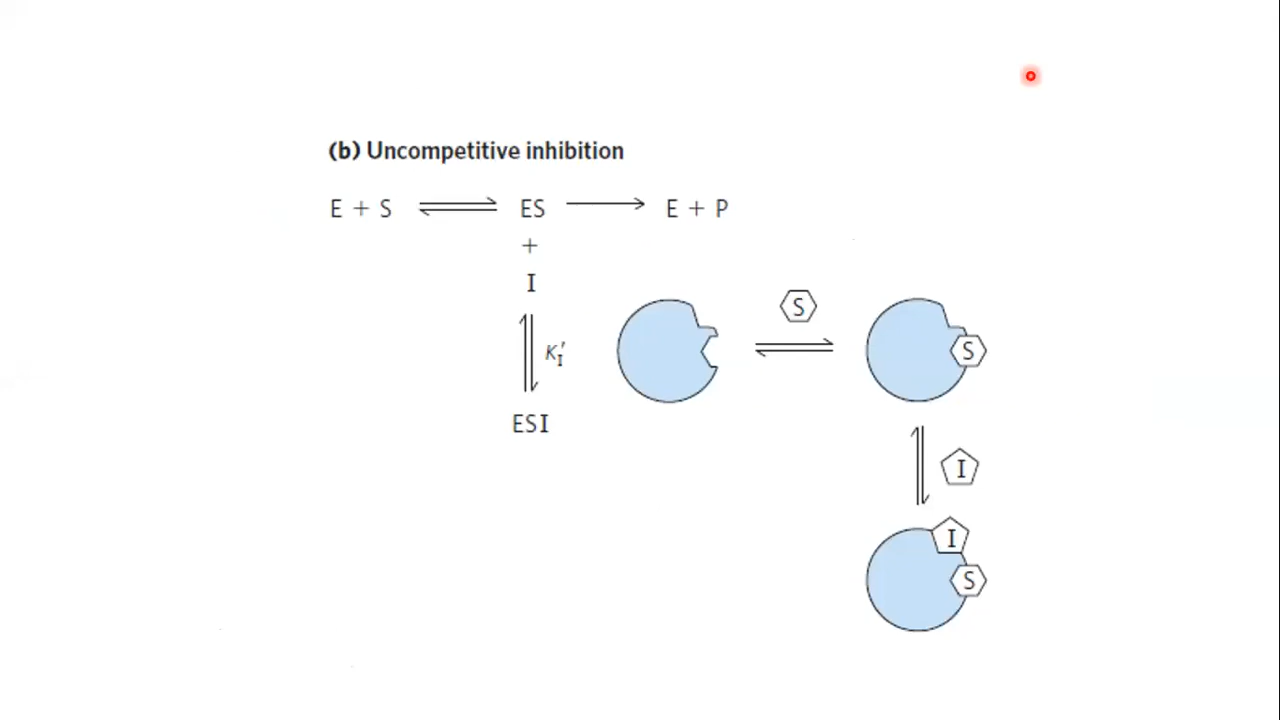 (b) Uncompetitive inhibition
E + S ⇌ ES ⟶ E + P
+
I
K′I
ESI
S
S
I
I
S